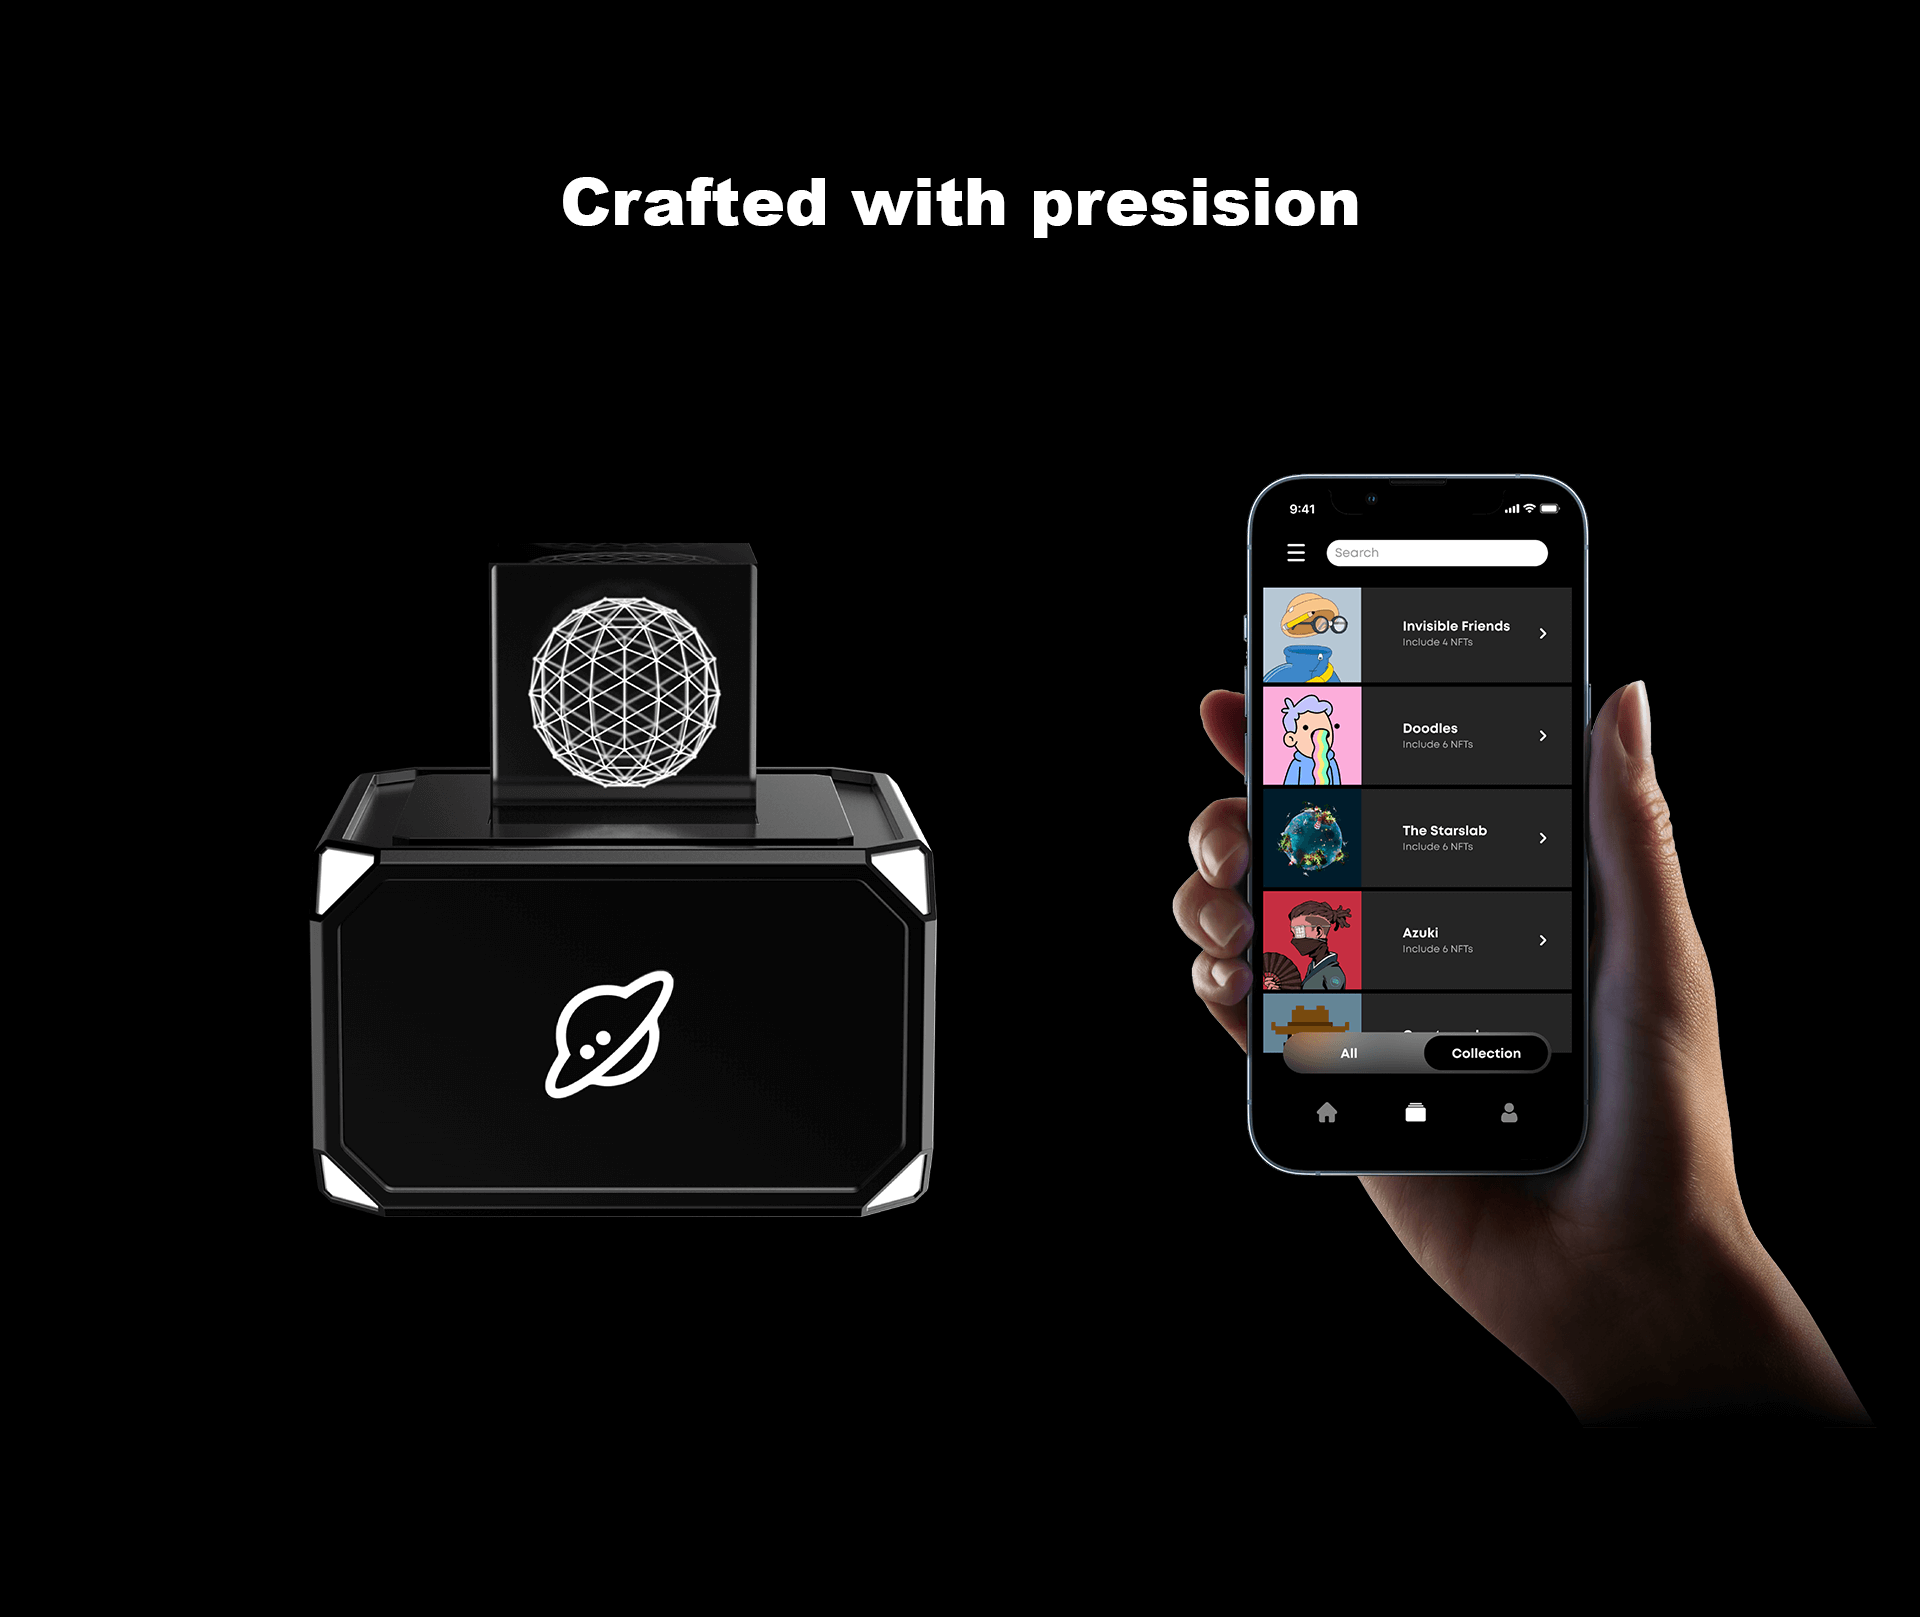 Crafted with presision
9:41
Search
Invisible Friends
Include 4 NFTs
Doodles
Include 6 NFTs
The Starslab
Include 6 NFTs
Azuki
Include 6 NFTs
All
Collection